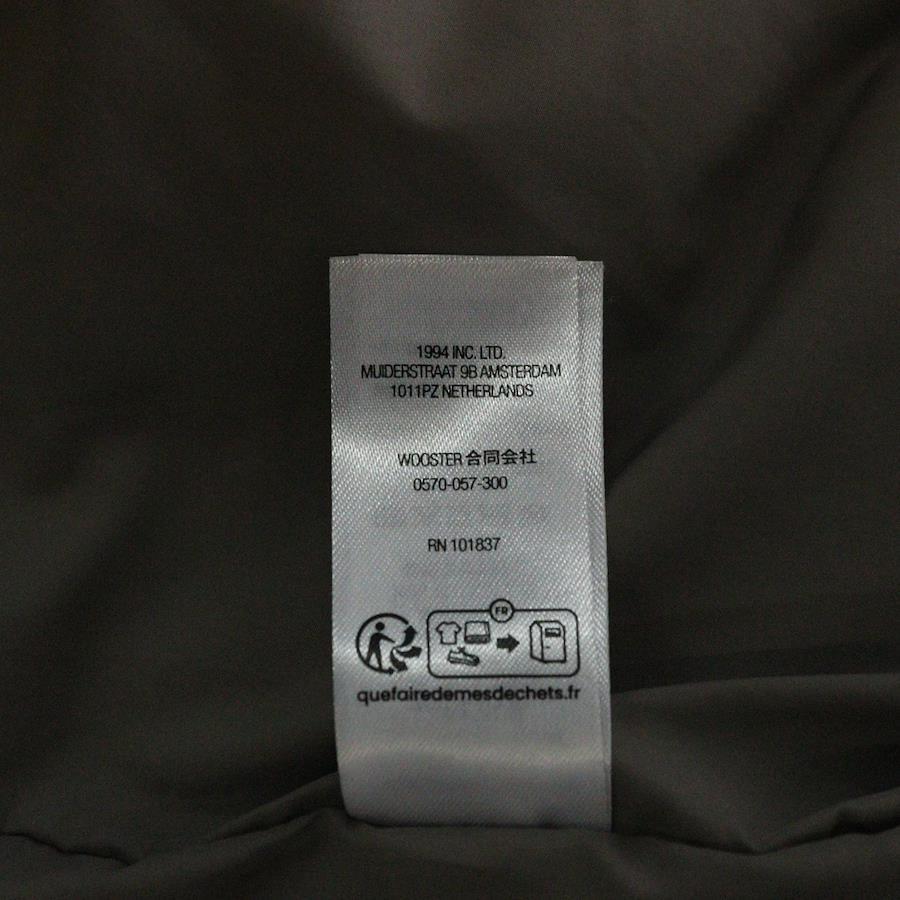 1994 INC. LTD.
MUIDERSTRAAT 9B AMSTERDAM
1011PZ NETHERLANDS
WOOSTER 合同会社
0570-057-300
RN 101837
FR
quefairedemesdechets.fr